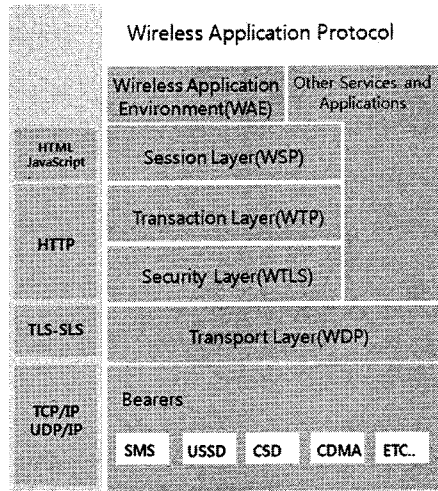 Wireless Application Protocol
Wireless Application
Environment(WAE)
Other Services and
Applications
HTML
JavaScript
Session Layer(WSP)
Transaction Layer(WTP)
HTTP
Security Layer(WTLS)
TLS-SLS
Transport Layer(WDP)
TCP/IP
UDP/IP
Bearers
SMS
USSD
CSD
CDMA
ETC..